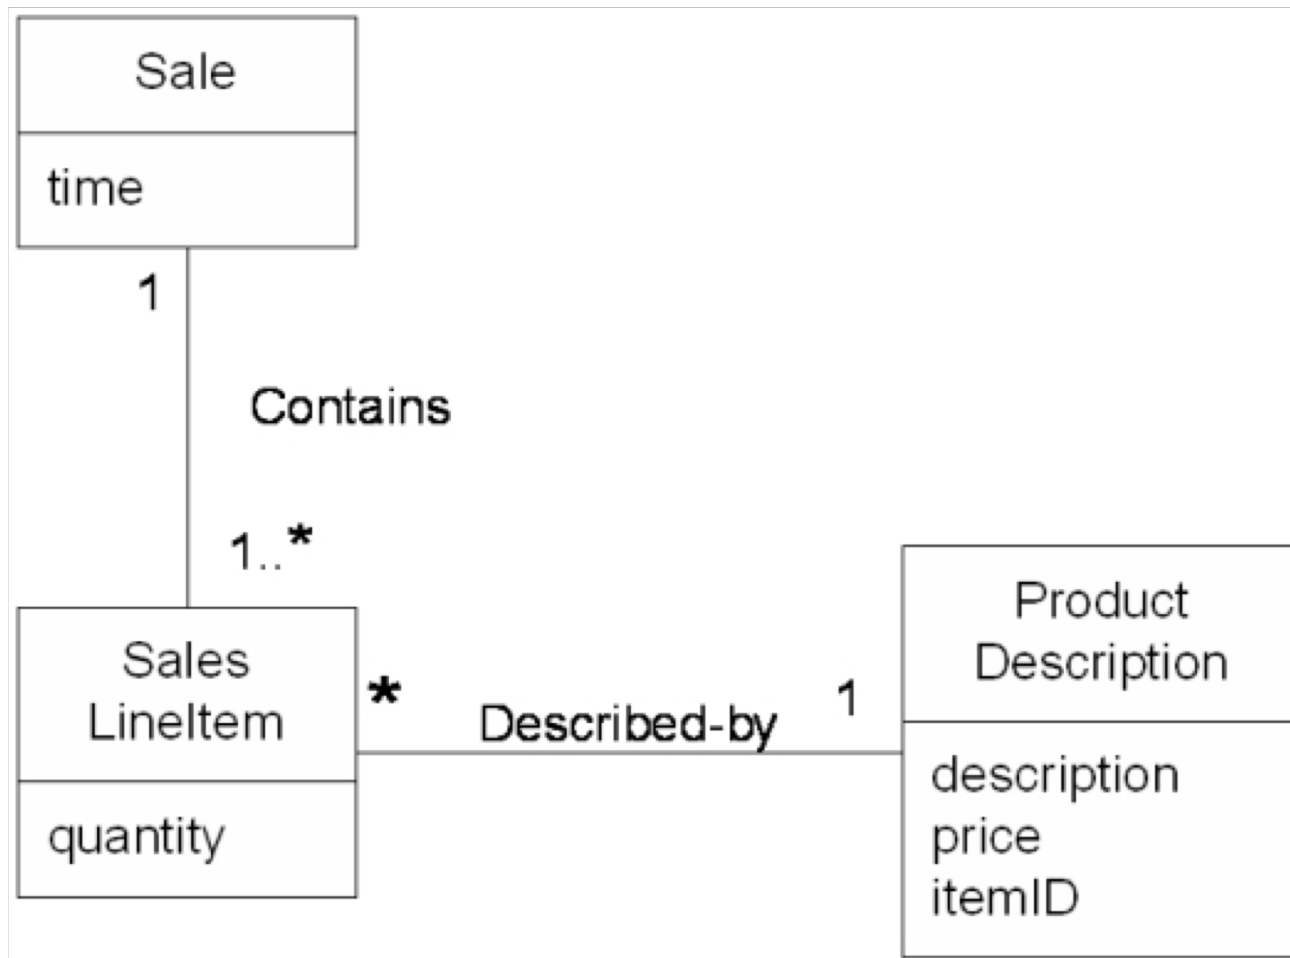 Sale
time
1
Contains
1..*
Sales
LineItem
quantity
*
Described-by
1
Product
Description
description
price
itemID